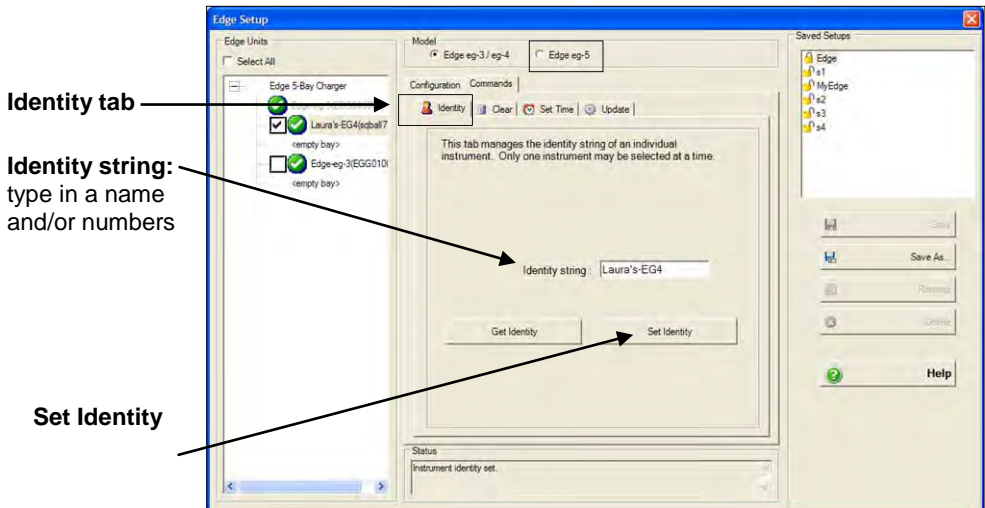 Edge Setup
Edge Units
Select All
Edge 5-Bay Charger
Laura's-EG4(sqball7
<empty bay>
Edge-eg-3(EGG010(
<empty bay>
Model
Edge eg-3 / eg-4
Edge eg-5
Configuration
Commands
Identity
Clear
Set Time
Update
This tab manages the identity string of an individual
instrument. Only one instrument may be selected at a time.
Identity string :
Laura's-EG4
Get Identity
Set Identity
Status
Instrument identity set.
Saved Setups
Edge
s1
MyEdge
s2
s3
s4
Save
Save As...
Rename
Delete
Help
Identity tab
Identity string:
type in a name
and/or numbers
Set Identity